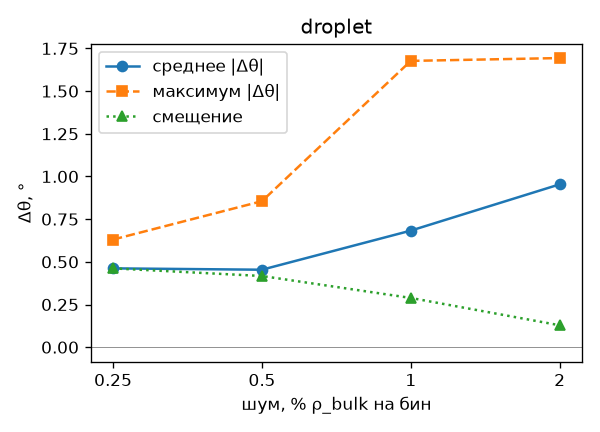 droplet
среднее |Δθ|
максимум |Δθ|
смещение
Δθ, °
1.75
1.50
1.25
1.00
0.75
0.50
0.25
0.00
0.25 0.5 1 2
шум, % ρ_bulk на бин